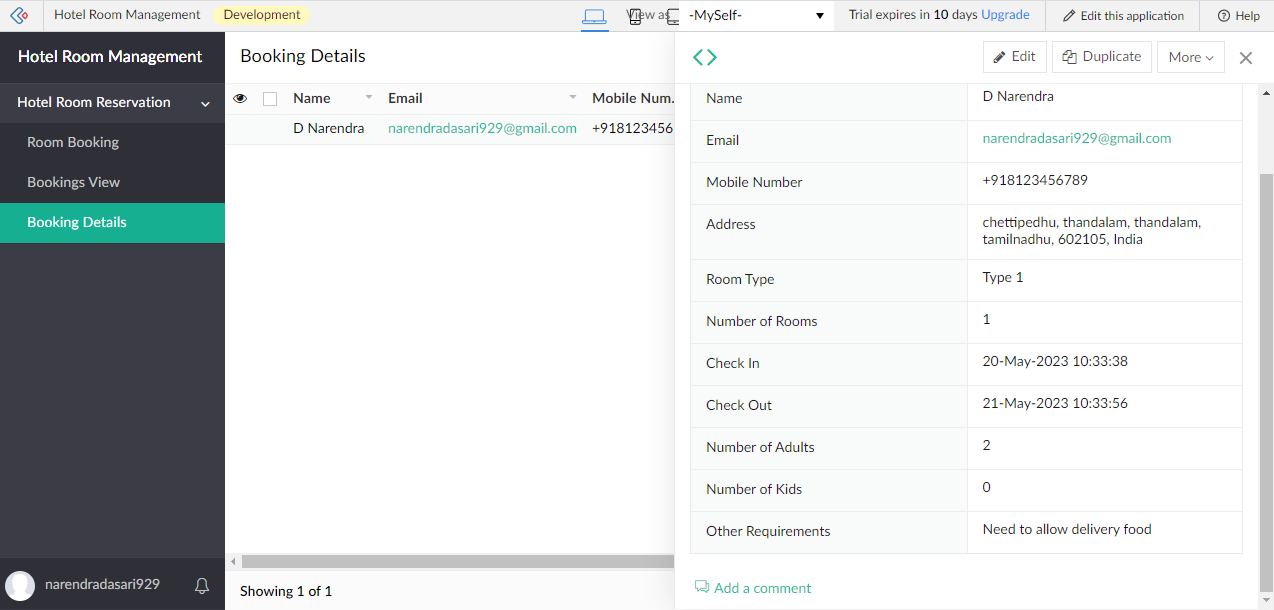 Hotel Room Management
Development
View as
-MySelf-
Trial expires in 10 days Upgrade
Edit this application
Help
Hotel Room Management
Hotel Room Reservation
Room Booking
Bookings View
Booking Details
narendradasari929
Booking Details
Name Email Mobile Num.
D Narendra narendradasari929@gmail.com +918123456
Showing 1 of 1
Edit Duplicate More
Name D Narendra
Email narendradasari929@gmail.com
Mobile Number +918123456789
Address chettipedhu, thandalam, thandalam,
tamilnadhu, 602105, India
Room Type Type 1
Number of Rooms 1
Check In 20-May-2023 10:33:38
Check Out 21-May-2023 10:33:56
Number of Adults 2
Number of Kids 0
Other Requirements Need to allow delivery food
Add a comment